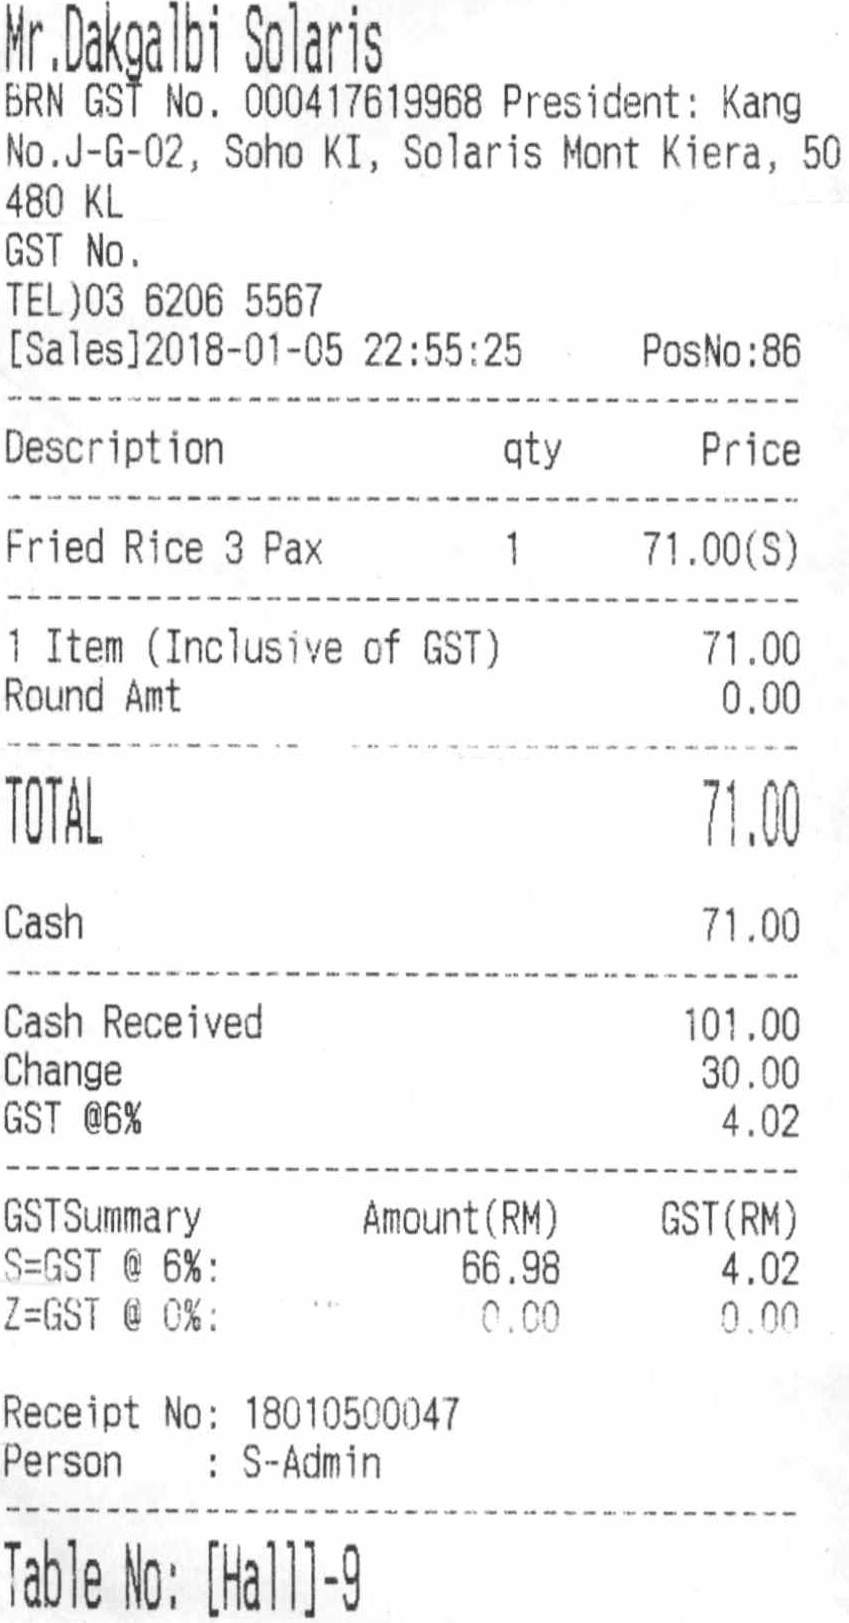 Mr.Dakgalbi Solaris
BRN GST No. 000417619968 President: Kang
No.J-G-02, Soho KI, Solaris Mont Kiera, 50
480 KL
GST No.
TEL)03 6206 5567
[Sales]2018-01-05 22:55:25 PosNo:86
Description qty Price
Fried Rice 3 Pax 1 71.00(S)
1 Item (Inclusive of GST) 71.00
Round Amt 0.00
TOTAL 71.00
Cash 71.00
Cash Received 101.00
Change 30.00
GST @6% 4.02
GSTSummary Amount(RM) GST(RM)
S=GST @ 6%: 66.98 4.02
Z=GST @ 0%: 0.00 0.00
Receipt No: 18010500047
Person : S-Admin
Table No: [Hall]-9